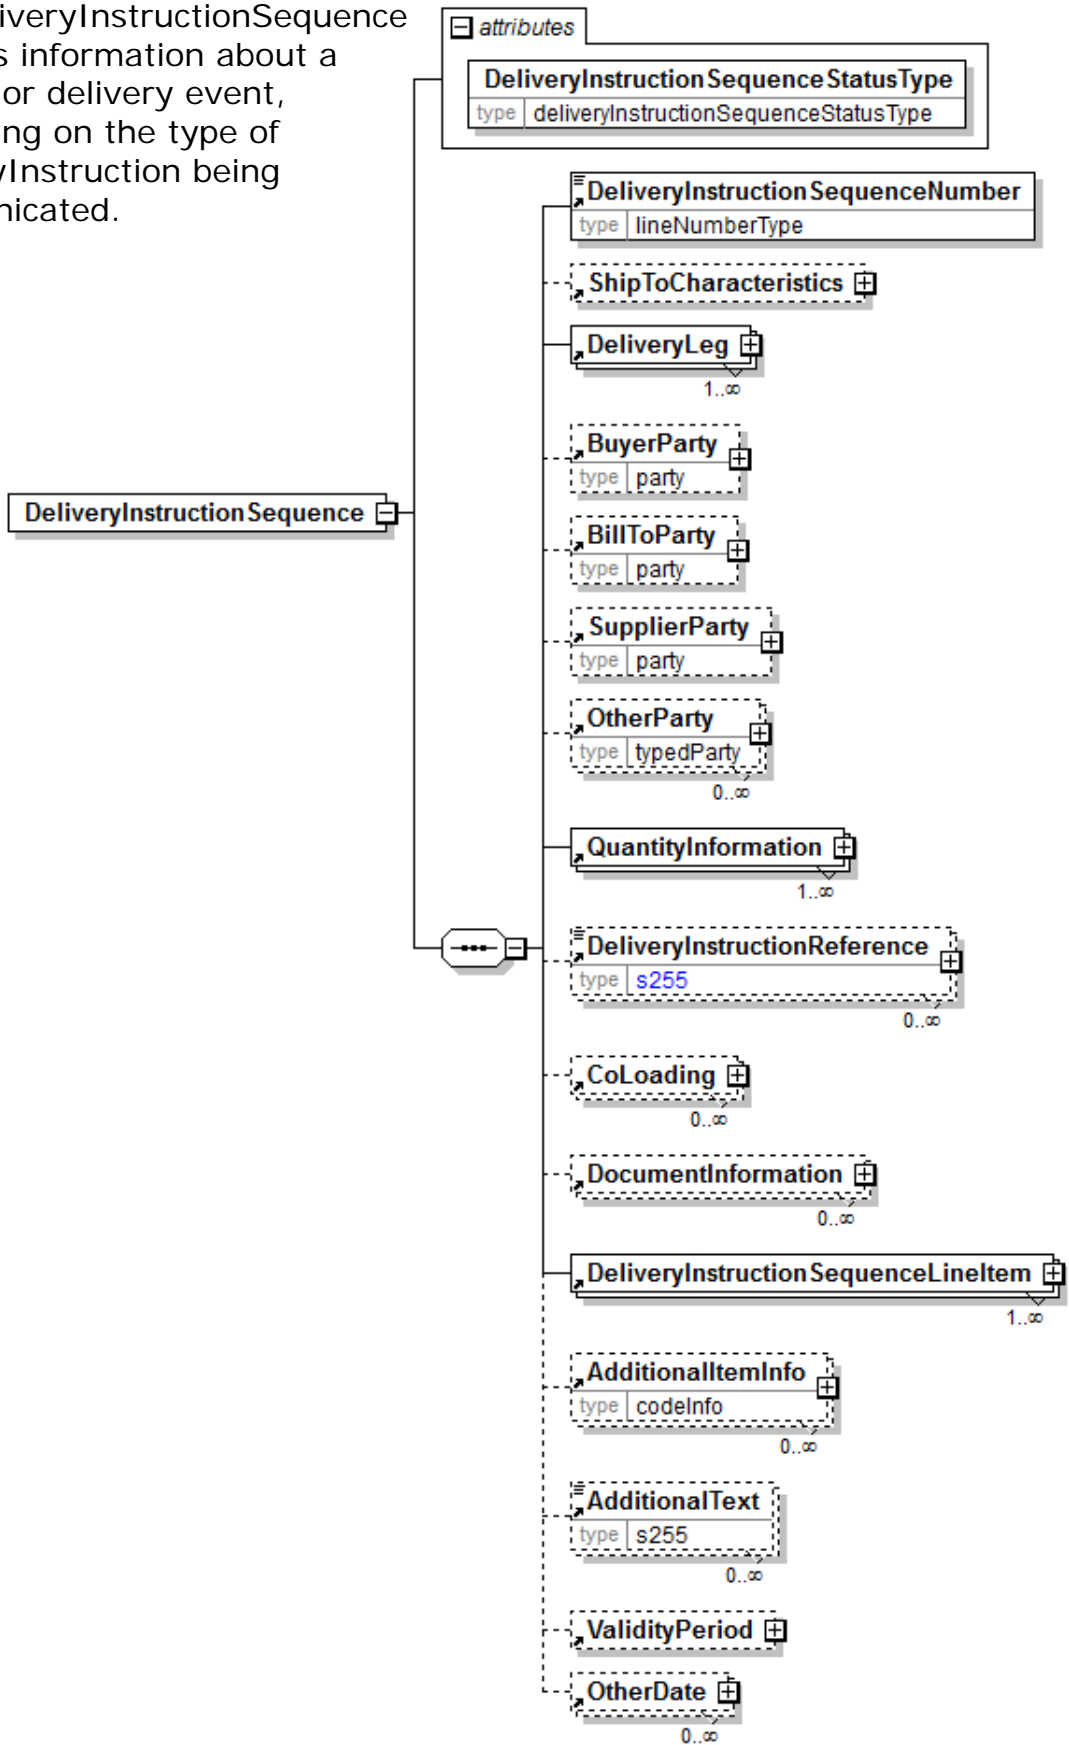 iveryInstructionSequence
s information about a
or delivery event,
ng on the type of
yInstruction being
nicated.
attributes
DeliveryInstructionSequenceStatusType
type deliveryInstructionSequenceStatusType
DeliveryInstructionSequenceNumber
type lineNumberType
ShipToCharacteristics
DeliveryLeg
1..∞
BuyerParty
type party
DeliveryInstructionSequence
BillToParty
type party
SupplierParty
type party
OtherParty
type typedParty
0..∞
QuantityInformation
1..∞
DeliveryInstructionReference
type s255
0..∞
CoLoading
0..∞
DocumentInformation
0..∞
DeliveryInstructionSequenceLineItem
1..∞
AdditionalItemInfo
type codeInfo
0..∞
AdditionalText
type s255
0..∞
ValidityPeriod
OtherDate
0..∞